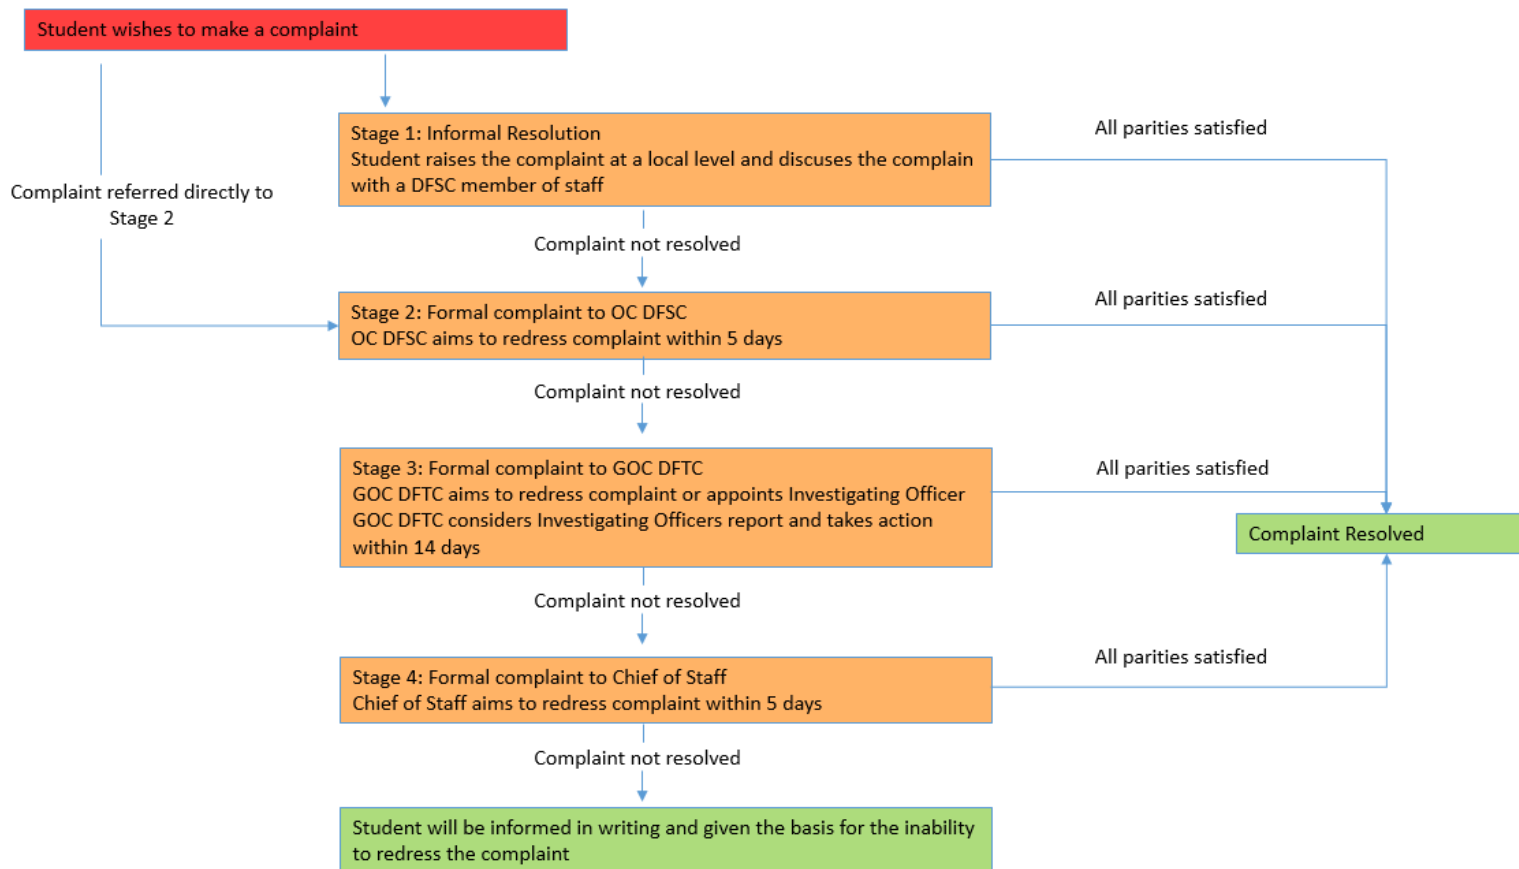 Student wishes to make a complaint
Stage 1: Informal Resolution
Student raises the complaint at a local level and discusses the complain
with a DFSC member of staff
All parities satisfied
Complaint referred directly to
Stage 2
Complaint not resolved
Stage 2: Formal complaint to OC DFSC
OC DFSC aims to redress complaint within 5 days
All parities satisfied
Complaint not resolved
Stage 3: Formal complaint to GOC DFTC
GOC DFTC aims to redress complaint or appoints Investigating Officer
GOC DFTC considers Investigating Officers report and takes action
within 14 days
All parities satisfied
Complaint Resolved
Complaint not resolved
Stage 4: Formal complaint to Chief of Staff
Chief of Staff aims to redress complaint within 5 days
All parities satisfied
Complaint not resolved
Student will be informed in writing and given the basis for the inability
to redress the complaint